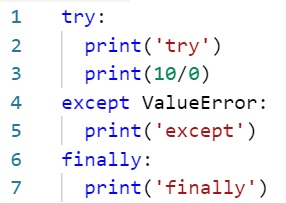 1 try:
2   print('try')
3   print(10/0)
4 except ValueError:
5   print('except')
6 finally:
7   print('finally')